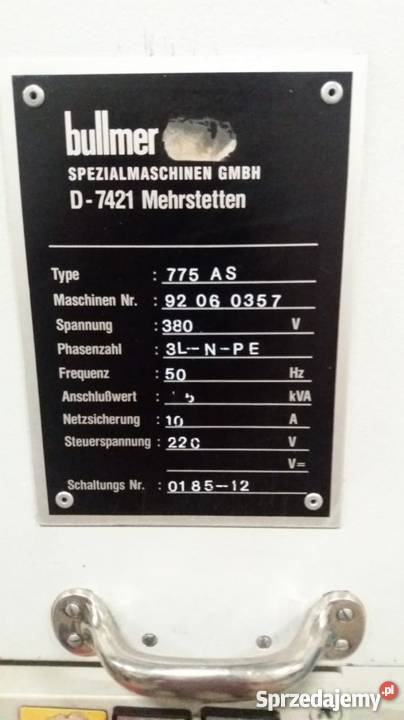 bullmer
SPEZIALMASCHINEN GMBH
D-7421 Mehrstetten
Type : 775 AS
Maschinen Nr. : 92 06 0357
Spannung : 380 V
Phasenzahl : 3L-N-PE
Frequenz : 50 Hz
Anschlußwert : 5 kVA
Netzsicherung : 10 A
Steuerspannung : 220 V
V=
Schaltungs Nr. : 0185-12
Sprzedajemy.pl